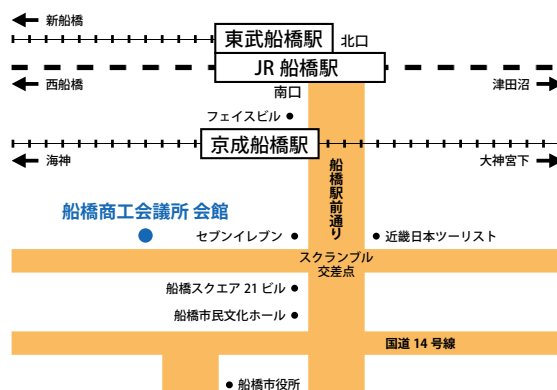 新船橋
東武船橋駅
北口
JR 船橋駅
西船橋
津田沼
南口
フェイスビル
京成船橋駅
海神
大神宮下
船橋駅前通り
船橋商工会議所 会館
セブンイレブン
近畿日本ツーリスト
スクランブル
交差点
船橋スクエア 21 ビル
船橋市民文化ホール
国道 14 号線
船橋市役所